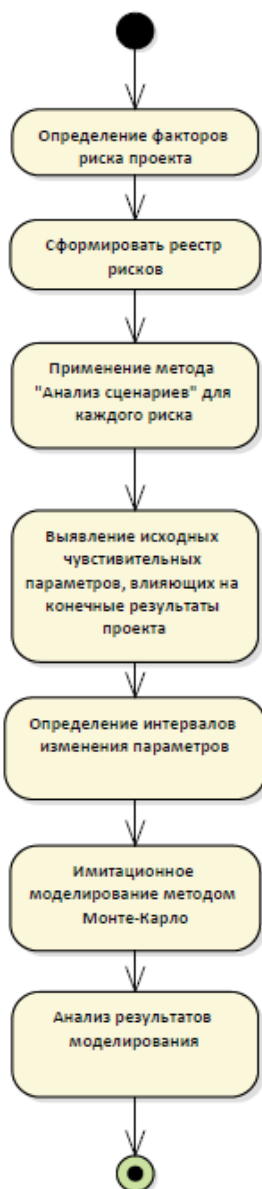 Определение факторов
риска проекта
Сформировать реестр
рисков
Применение метода
"Анализ сценариев" для
каждого риска
Выявление исходных
чувстивительных
параметров, влияющих на
конечные результаты
проекта
Определение интервалов
изменения параметров
Имитационное
моделирование методом
Монте-Карло
Анализ результатов
моделирования